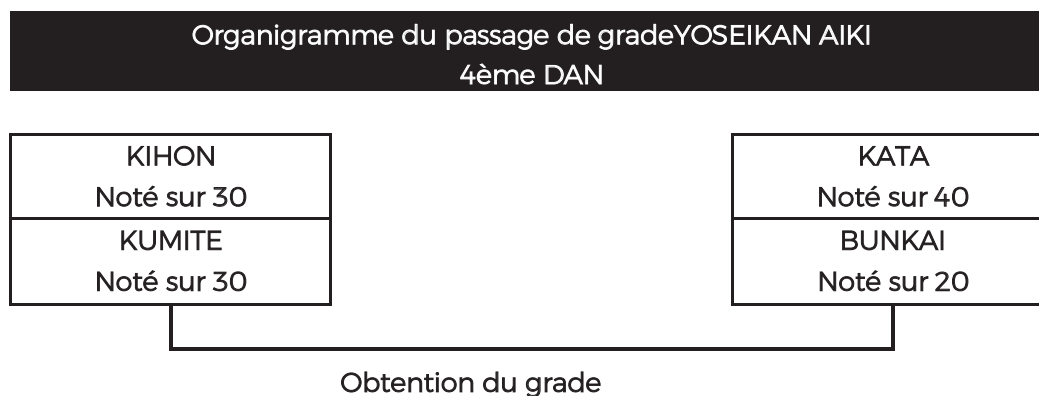 Organigramme du passage de gradeYOSEIKAN AIKI
4ème DAN
KIHON
Noté sur 30
KUMITE
Noté sur 30
KATA
Noté sur 40
BUNKAI
Noté sur 20
Obtention du grade